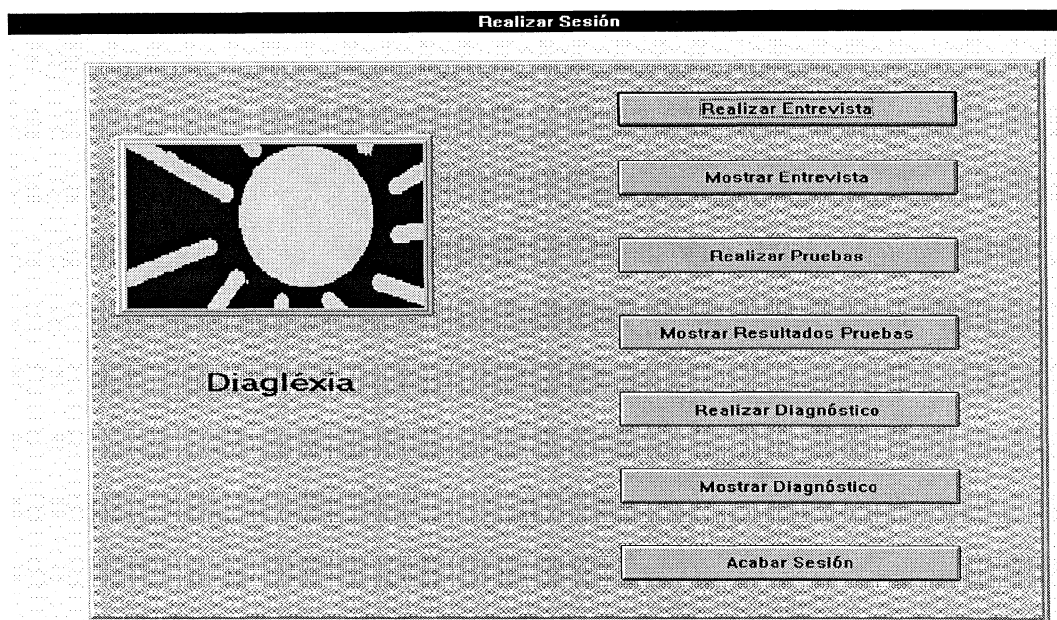 Realizar Sesión
Realizar Entrevista
Mostrar Entrevista
Realizar Pruebas
Mostrar Resultados Pruebas
Diagléxia
Realizar Diagnóstico
Mostrar Diagnóstico
Acabar Sesión